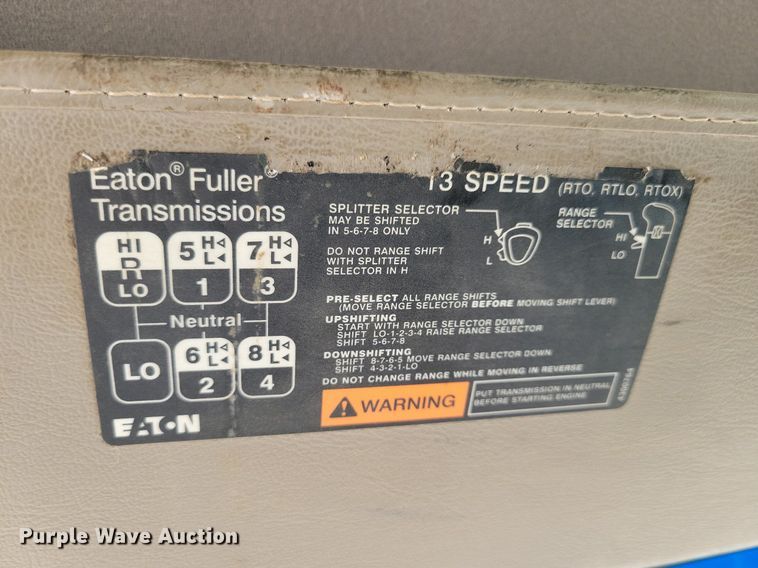 Eaton® Fuller®
Transmissions
13 SPEED (RTO, RTLO, RTOX)
HI
R
LO
5 H
L
1
7 H
L
3
Neutral
LO
6 H
L
2
8 H
L
4
EATON
SPLITTER SELECTOR
MAY BE SHIFTED
IN 5-6-7-8 ONLY
DO NOT RANGE SHIFT
WITH SPLITTER
SELECTOR IN H
H
L
RANGE
SELECTOR
HI
LO
PRE-SELECT ALL RANGE SHIFTS
(MOVE RANGE SELECTOR BEFORE MOVING SHIFT LEVER)
UPSHIFTING
START WITH RANGE SELECTOR DOWN
SHIFT LO-1-2-3-4 RAISE RANGE SELECTOR
SHIFT 5-6-7-8
DOWNSHIFTING
SHIFT 8-7-6-5 MOVE RANGE SELECTOR DOWN
SHIFT 4-3-2-1-LO
DO NOT CHANGE RANGE WHILE MOVING IN REVERSE
WARNING
PUT TRANSMISSION IN NEUTRAL
BEFORE STARTING ENGINE
Purple Wave Auction